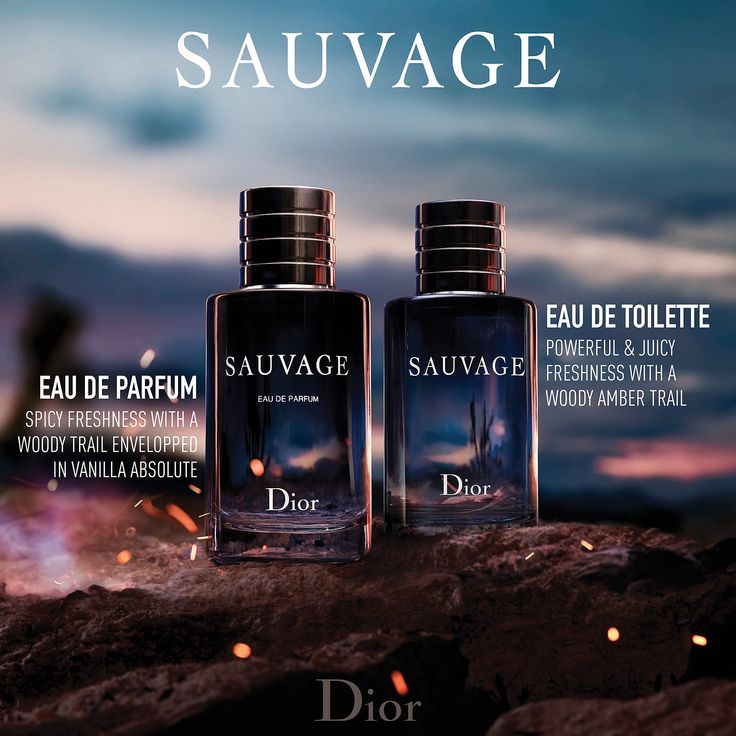 SAUVAGE
EAU DE PARFUM
SPICY FRESHNESS WITH A
WOODY TRAIL ENVELOPPED
IN VANILLA ABSOLUTE
SAUVAGE
EAU DE PARFUM
Dior
SAUVAGE
Dior
EAU DE TOILETTE
POWERFUL & JUICY
FRESHNESS WITH A
WOODY AMBER TRAIL
Dior